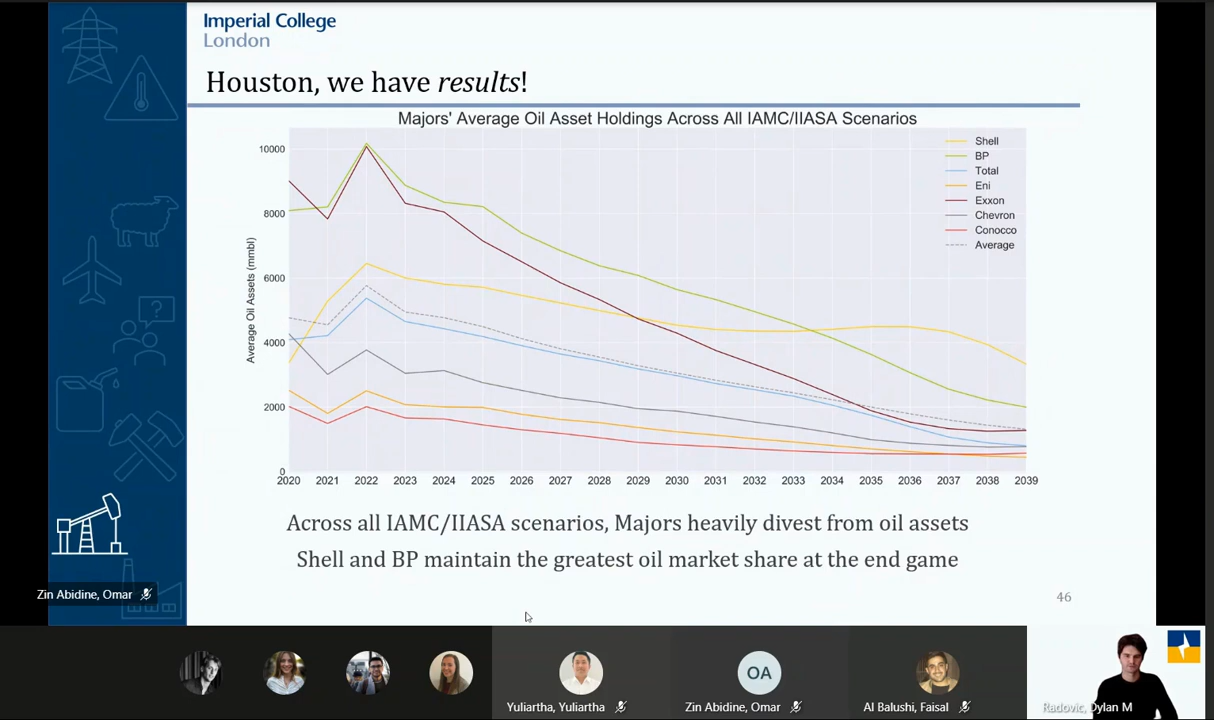 Imperial College
London
Houston, we have results!
Majors' Average Oil Asset Holdings Across All IAMC/IIASA Scenarios
Average Oil Assets (mmbl)
10000
8000
6000
4000
2000
0
2020 2021 2022 2023 2024 2025 2026 2027 2028 2029 2030 2031 2032 2033 2034 2035 2036 2037 2038 2039
Shell
BP
Total
Eni
Exxon
Chevron
Conocco
Average
Across all IAMC/IIASA scenarios, Majors heavily divest from oil assets
Shell and BP maintain the greatest oil market share at the end game
Zin Abidine, Omar
46
OA
Yuliartha, Yuliartha
Zin Abidine, Omar
Al Balushi, Faisal
Radovic, Dylan M